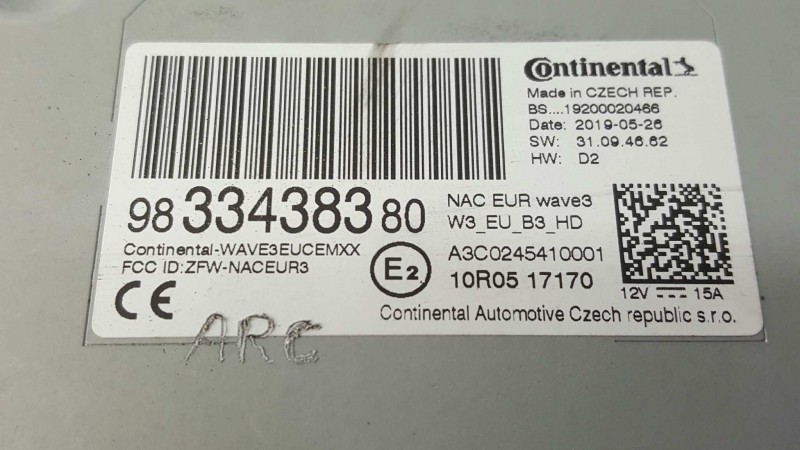 Continental
Made in CZECH REP.
BS....19200020466
Date: 2019-05-26
SW: 31.09.46.62
HW: D2
98 33443838 80
NAC EUR wave3
W3_EU_B3_HD
Continental-WAVE3EUCEMXX
FCC ID:ZFW-NACEUR3
E2
A3C0245410001
10R05 17170
12V 15A
CE
Continental Automotive Czech republic s.r.o.
ARC